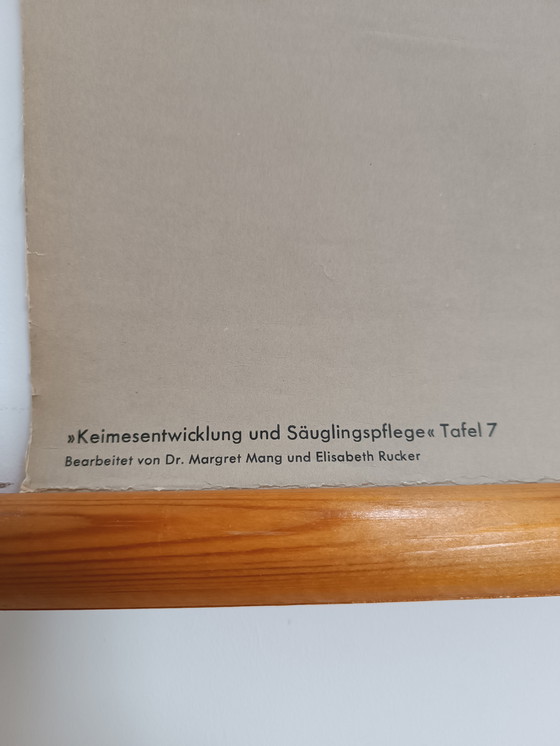 »Keimesentwicklung und Säuglingspflege« Tafel 7
Bearbeitet von Dr. Margret Mang und Elisabeth Rucker